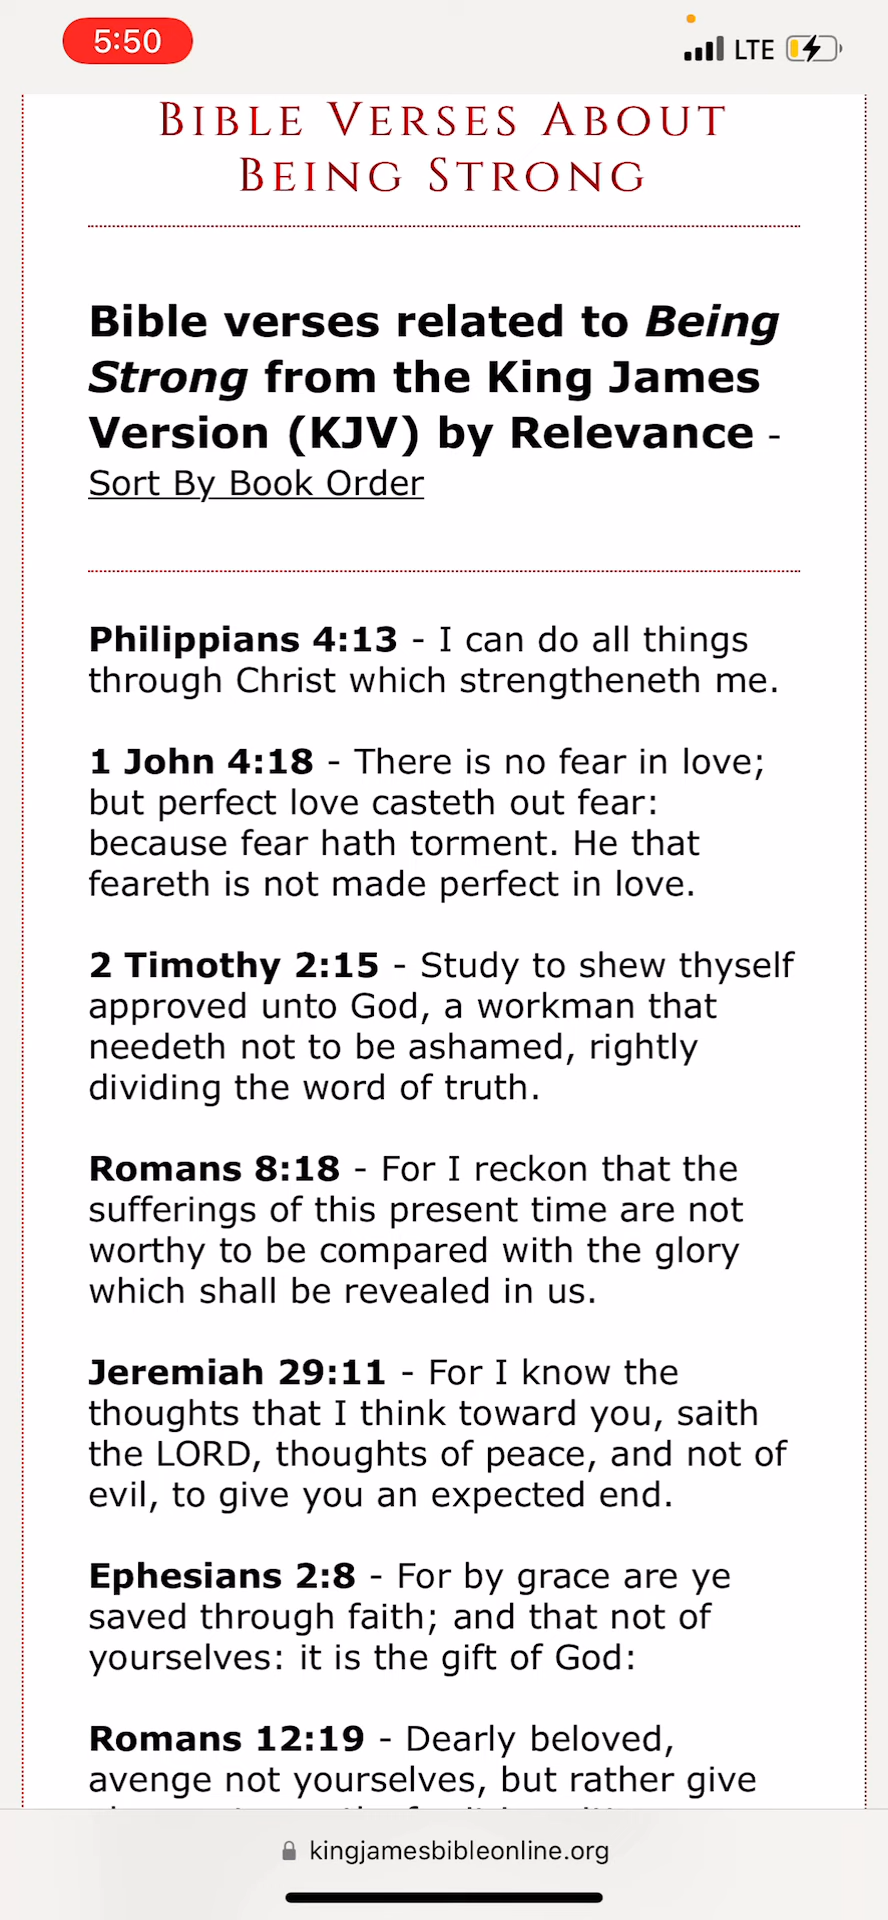 5:50
LTE
Bible Verses About
Being Strong
Bible verses related to Being
Strong from the King James
Version (KJV) by Relevance -
Sort By Book Order
Philippians 4:13 - I can do all things
through Christ which strengtheneth me.
1 John 4:18 - There is no fear in love;
but perfect love casteth out fear:
because fear hath torment. He that
feareth is not made perfect in love.
2 Timothy 2:15 - Study to shew thyself
approved unto God, a workman that
needeth not to be ashamed, rightly
dividing the word of truth.
Romans 8:18 - For I reckon that the
sufferings of this present time are not
worthy to be compared with the glory
which shall be revealed in us.
Jeremiah 29:11 - For I know the
thoughts that I think toward you, saith
the LORD, thoughts of peace, and not of
evil, to give you an expected end.
Ephesians 2:8 - For by grace are ye
saved through faith; and that not of
yourselves: it is the gift of God:
Romans 12:19 - Dearly beloved,
avenge not yourselves, but rather give
kingjamesbibleonline.org